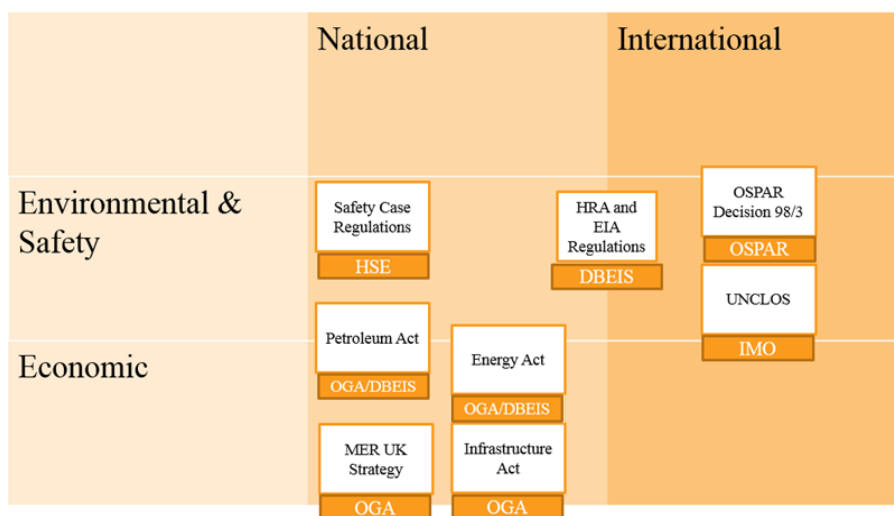 National
International
Environmental &
Safety
Safety Case
Regulations
HSE
HRA and
EIA
Regulations
DBEIS
OSPAR
Decision 98/3
OSPAR
UNCLOS
IMO
Petroleum Act
OGA/DBEIS
Economic
Energy Act
OGA/DBEIS
MER UK
Strategy
OGA
Infrastructure
Act
OGA